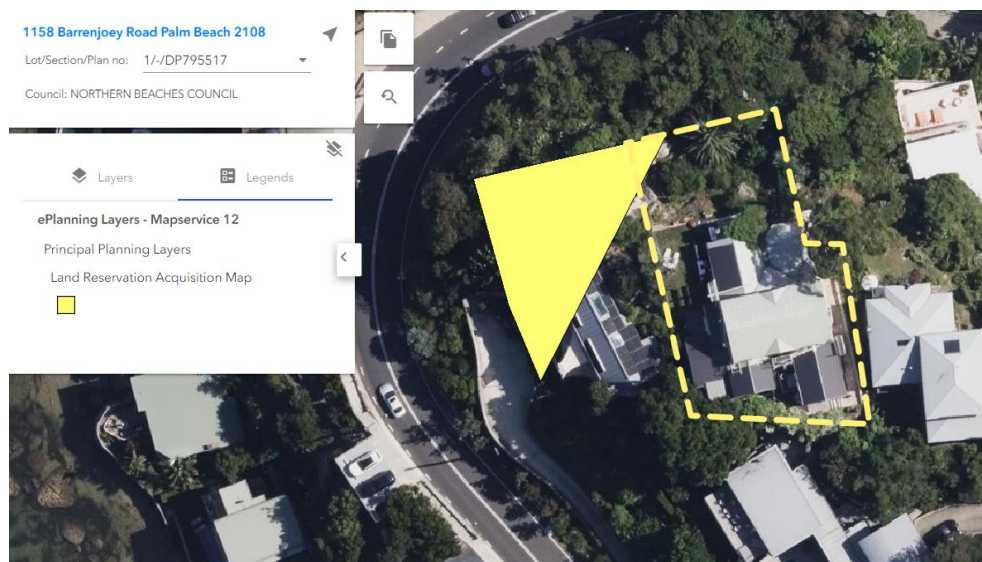 1158 Barrenjoey Road Palm Beach 2108
Lot/Section/Plan no: 1/-/DP795517
Council: NORTHERN BEACHES COUNCIL
Layers
Legends
ePlanning Layers - Mapservice 12
Principal Planning Layers
Land Reservation Acquisition Map